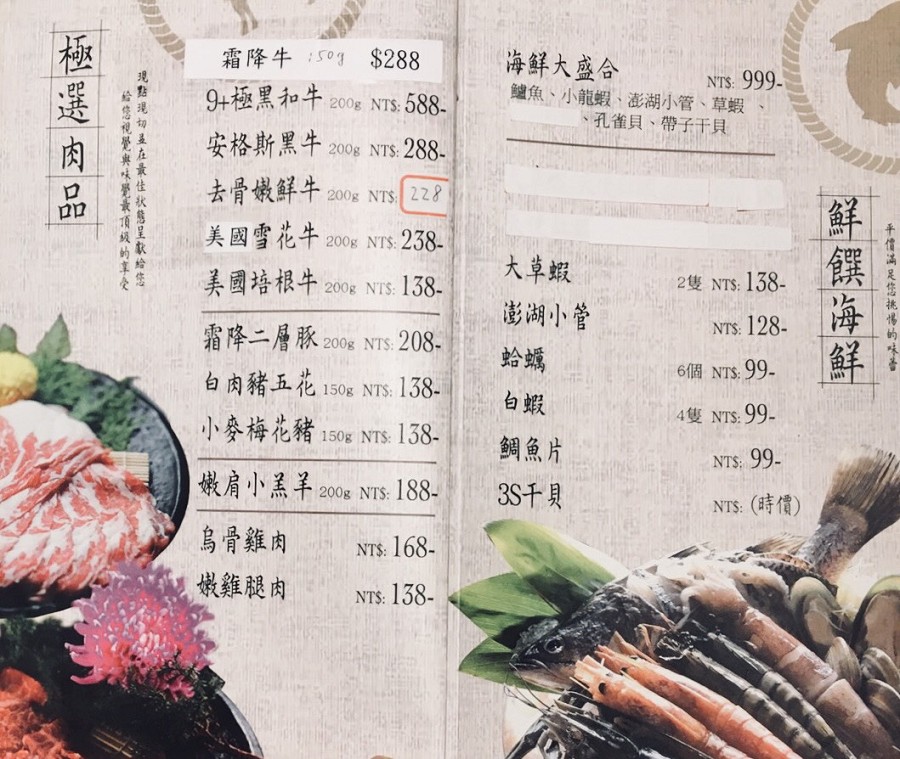 極選肉品
現點現切並在最佳狀態呈獻給您
給您視覺與味覺最頂級的享受
霜降牛 150g $288
9+極黑和牛 200g NT$: 588-
安格斯黑牛 200g NT$: 288-
去骨嫩鮮牛 200g NT$: 228
美國雪花牛 200g NT$: 238-
美國培根牛 200g NT$: 138-
霜降二層豚 200g NT$: 208-
白肉豬五花 150g NT$: 138-
小麥梅花豬 150g NT$: 138-
嫩肩小羔羊 200g NT$: 188-
烏骨雞肉 NT$: 168-
嫩雞腿肉 NT$: 138-
鮮饌海鮮
平價滿足您挑惕的味蕾
海鮮大盛合 NT$: 999-
鱸魚、小龍蝦、澎湖小管、草蝦、
、孔雀貝、帶子干貝
大草蝦 2隻 NT$: 138-
澎湖小管 NT$: 128-
蛤蠣 6個 NT$: 99-
白蝦 4隻 NT$: 99-
鯛魚片 NT$: 99-
3S干貝 NT$: (時價)